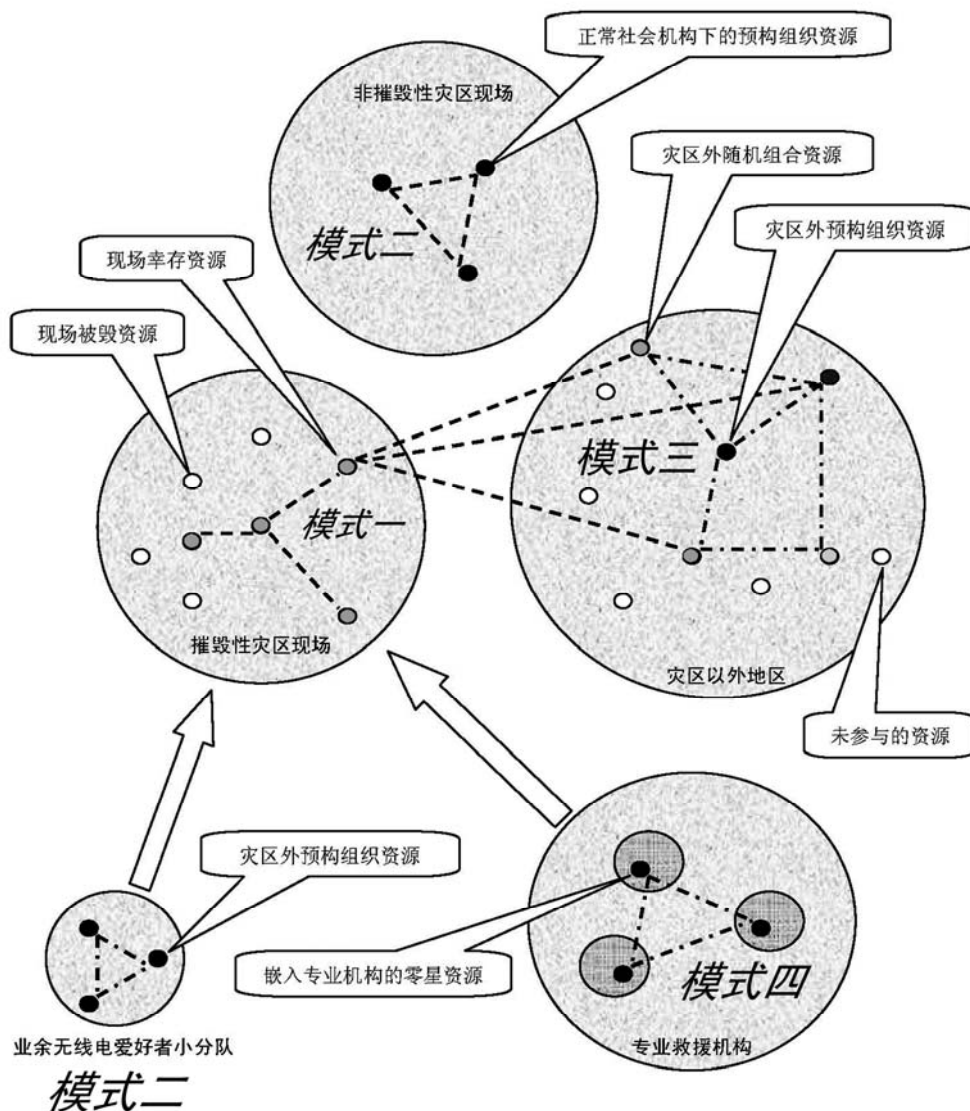 正常社会机构下的预构组织资源
非摧毁性灾区现场
灾区外随机组合资源
模式二
灾区外预构组织资源
现场幸存资源
现场被毁资源
模式三
模式一
摧毁性灾区现场
灾区以外地区
未参与的资源
灾区外预构组织资源
嵌入专业机构的零星资源
模式四
业余无线电爱好者小分队
专业救援机构
模式二